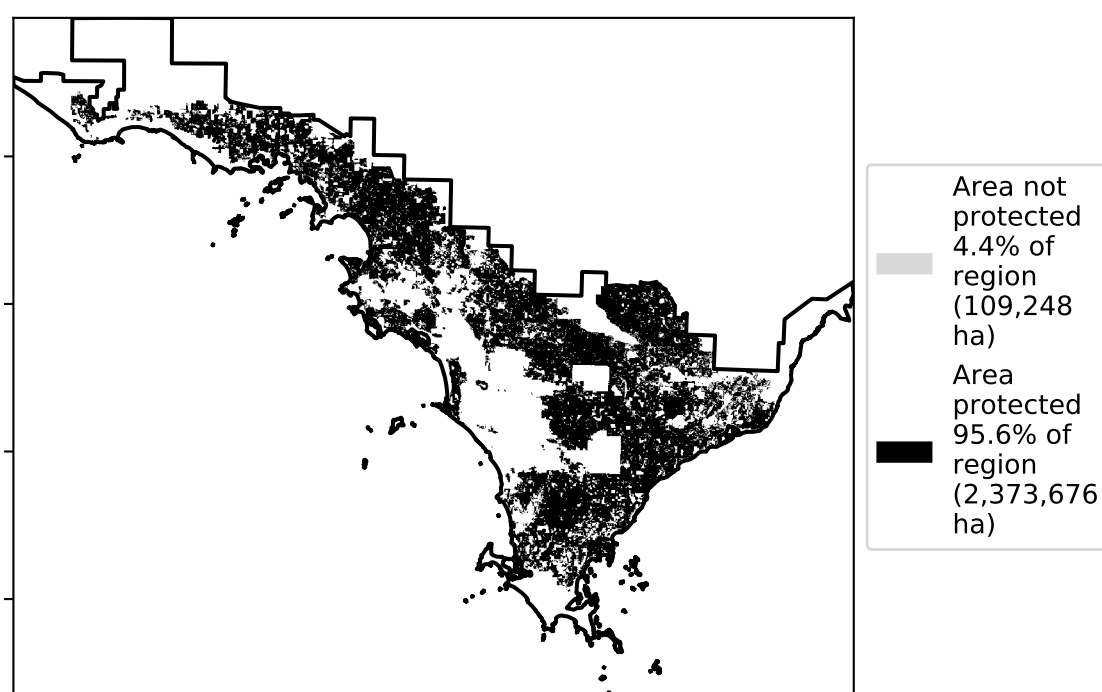 Area not
protected
4.4% of
region
(109,248
ha)
Area
protected
95.6% of
region
(2,373,676
ha)